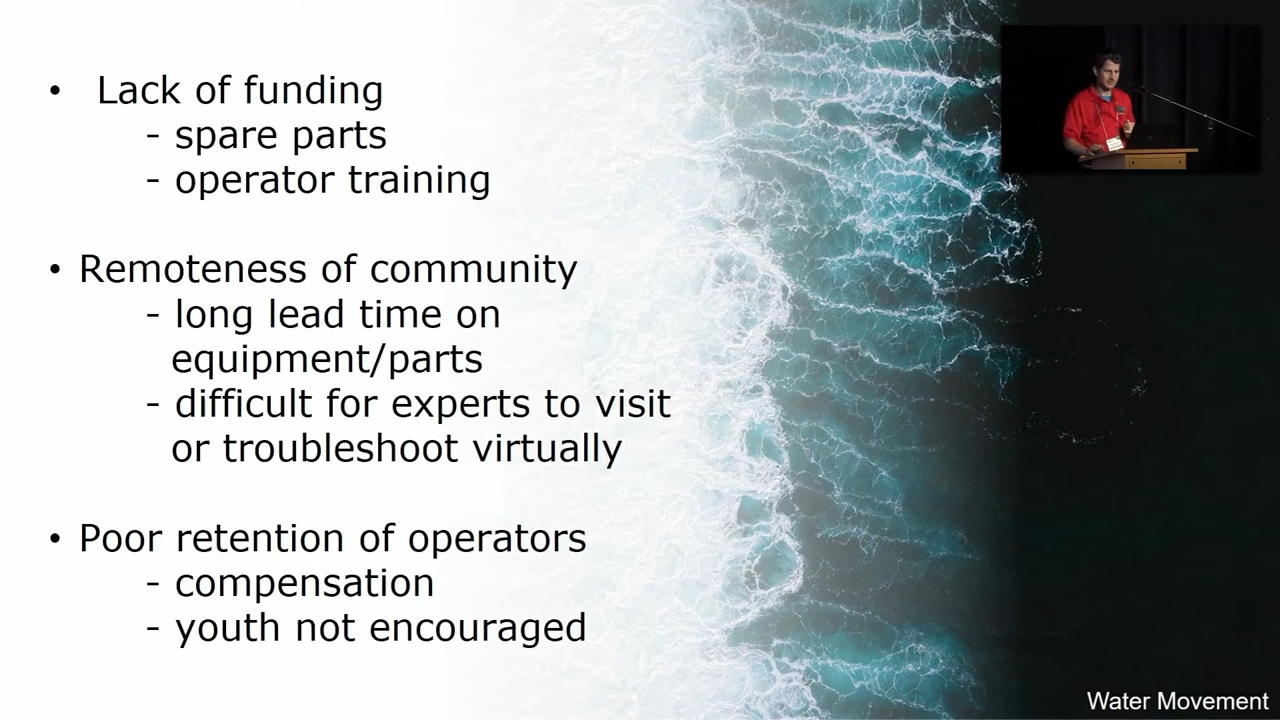 • Lack of funding
- spare parts
- operator training
• Remoteness of community
- long lead time on
equipment/parts
- difficult for experts to visit
or troubleshoot virtually
• Poor retention of operators
- compensation
- youth not encouraged
Water Movement